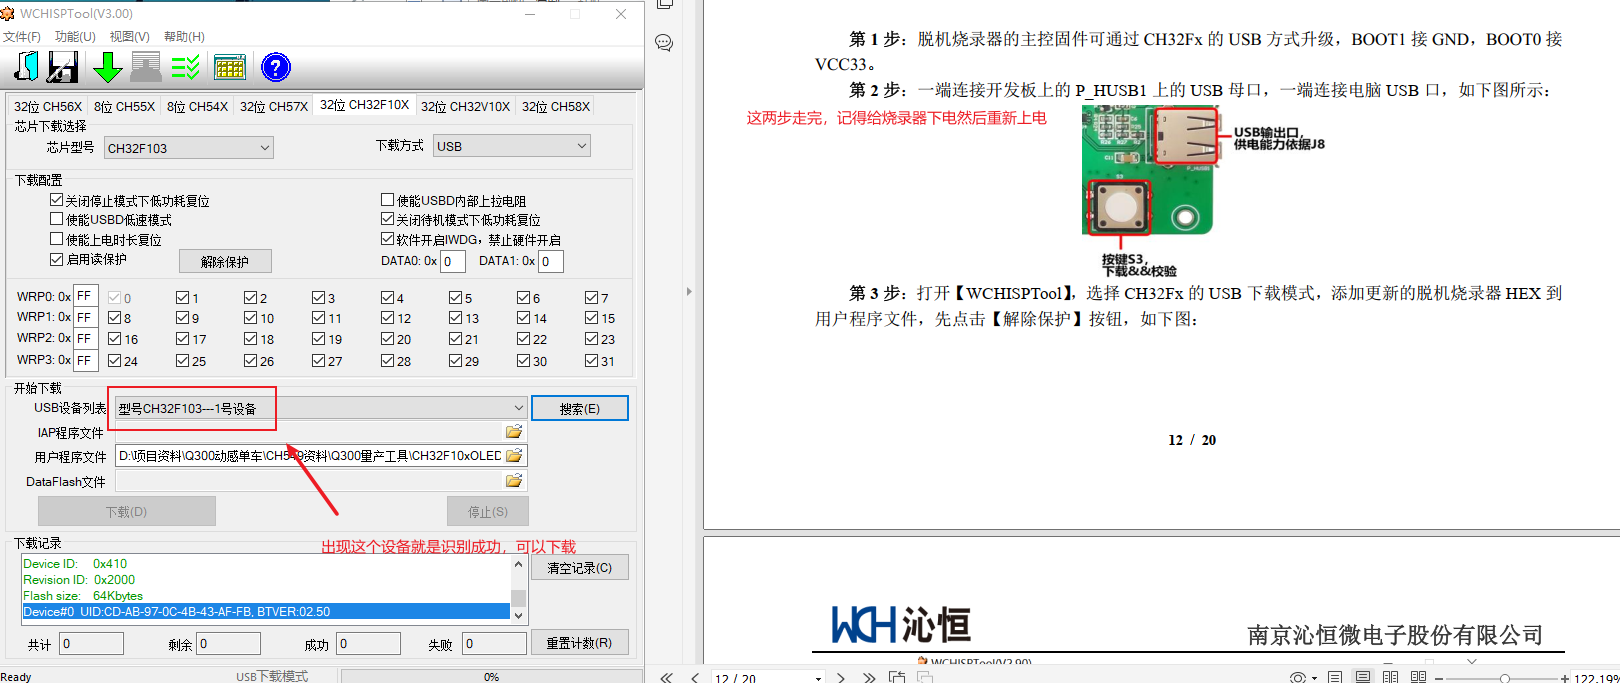 WCHISPTool(V3.00)
文件(F) 功能(U) 视图(V) 帮助(H)
32位 CH56X 8位 CH55X 8位 CH54X 32位 CH57X 32位 CH32F10X 32位 CH32V10X 32位 CH58X
芯片下载选择
芯片型号 CH32F103 下载方式 USB
下载配置
关闭停止模式下低功耗复位 使能USBD内部上拉电阻
使能USBD低速模式 关闭待机模式下低功耗复位
使能上电时长复位 软件开启IWDG，禁止硬件开启
启用读保护 解除保护 DATA0: 0x 0 DATA1: 0x 0
WRP0: 0x FF 0 1 2 3 4 5 6 7
WRP1: 0x FF 8 9 10 11 12 13 14 15
WRP2: 0x FF 16 17 18 19 20 21 22 23
WRP3: 0x FF 24 25 26 27 28 29 30 31
开始下载
USB设备列表 型号CH32F103---1号设备 搜索(E)
IAP程序文件
用户程序文件 D:\项目资料\Q300动感单车\CH549资料\Q300量产工具\CH32F10xOLED
DataFlash文件
下载(D) 停止(S)
下载记录
出现这个设备就是识别成功，可以下载
Device ID: 0x410
Revision ID: 0x2000
Flash size: 64Kbytes
Device#0 UID:CD-AB-97-0C-4B-43-AF-FB, BTVER:02.50
清空记录(C)
共计 0 剩余 0 成功 0 失败 0 重置计数(R)
Ready USB下载模式 0%
第 1 步：脱机烧录器的主控固件可通过 CH32Fx 的 USB 方式升级，BOOT1 接 GND，BOOT0 接
VCC33。
第 2 步：一端连接开发板上的 P_HUSB1 上的 USB 母口，一端连接电脑 USB 口，如下图所示：
这两步走完，记得给烧录器下电然后重新上电
USB输出口，
供电能力依据J8
按键S3，
下载&&校验
第 3 步：打开【WCHISPTool】，选择 CH32Fx 的 USB 下载模式，添加更新的脱机烧录器 HEX 到
用户程序文件，先点击【解除保护】按钮，如下图：
12 / 20
WCH 沁恒
南京沁恒微电子股份有限公司
WCHISPTool(V2.90)
12 / 20
122.19%